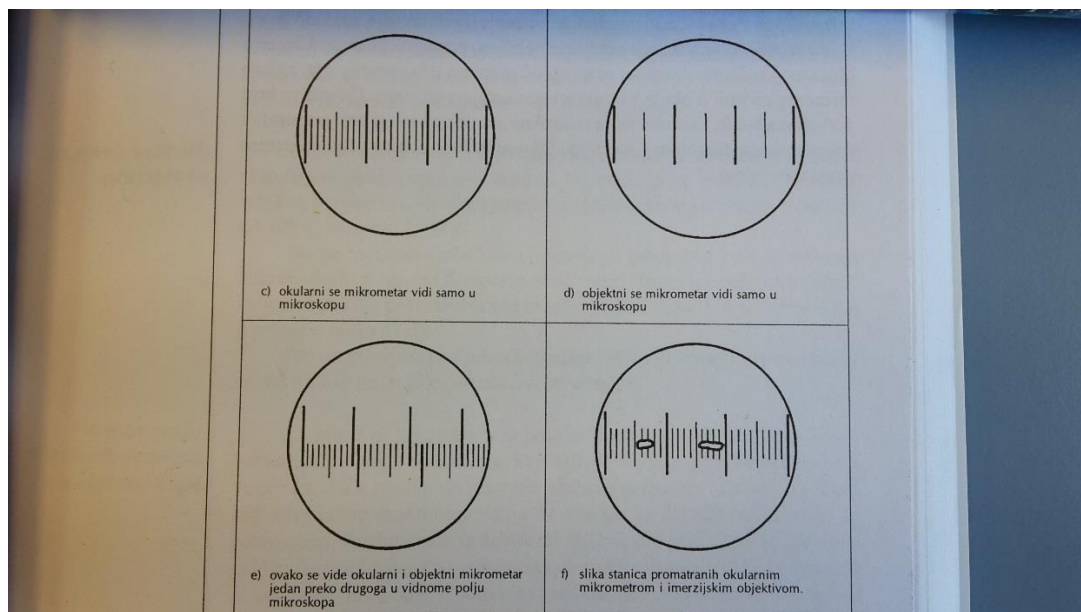 c) okularni se mikrometar vidi samo u
mikroskopu
d) objektni se mikrometar vidi samo u
mikroskopu
e) ovako se vide okularni i objektni mikrometar
jedan preko drugoga u vidnome polju
mikroskopa
f) slika stanica promatranih okularnim
mikrometrom i imerzijskim objektivom.